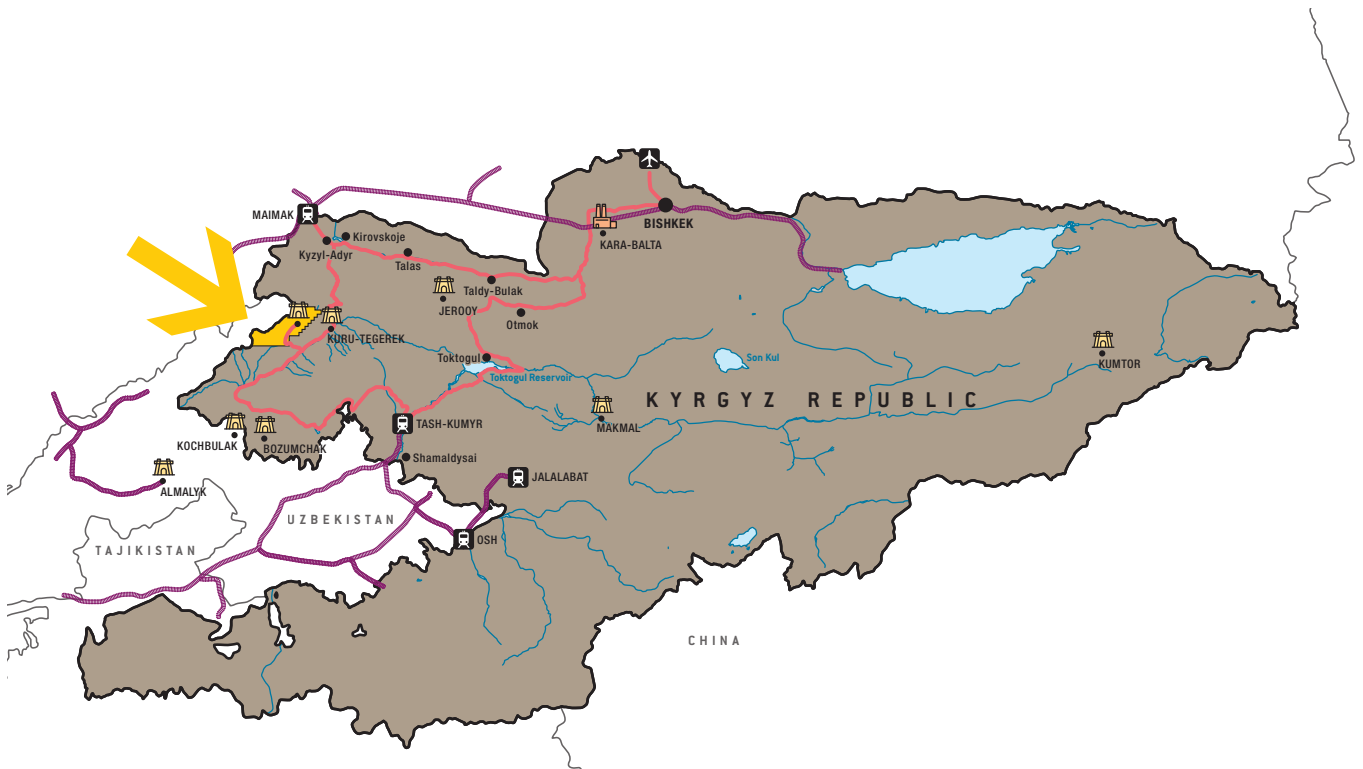 MAIMAK
Kirovskoje
BISHKEK
KARA-BALTA
Kyzyl-Adyr
Talas
Taldy-Bulak
JEROOY
Otmok
KURU-TEGEREK
Toktogul
Toktogul Reservoir
Son Kul
KUMTOR
KYRGYZ REPUBLIC
TASH-KUMYR
MAKMAL
KOCHBULAK
BOZUMCHAK
Shamaldysai
JALALABAT
ALMALYK
UZBEKISTAN
OSH
TAJIKISTAN
CHINA